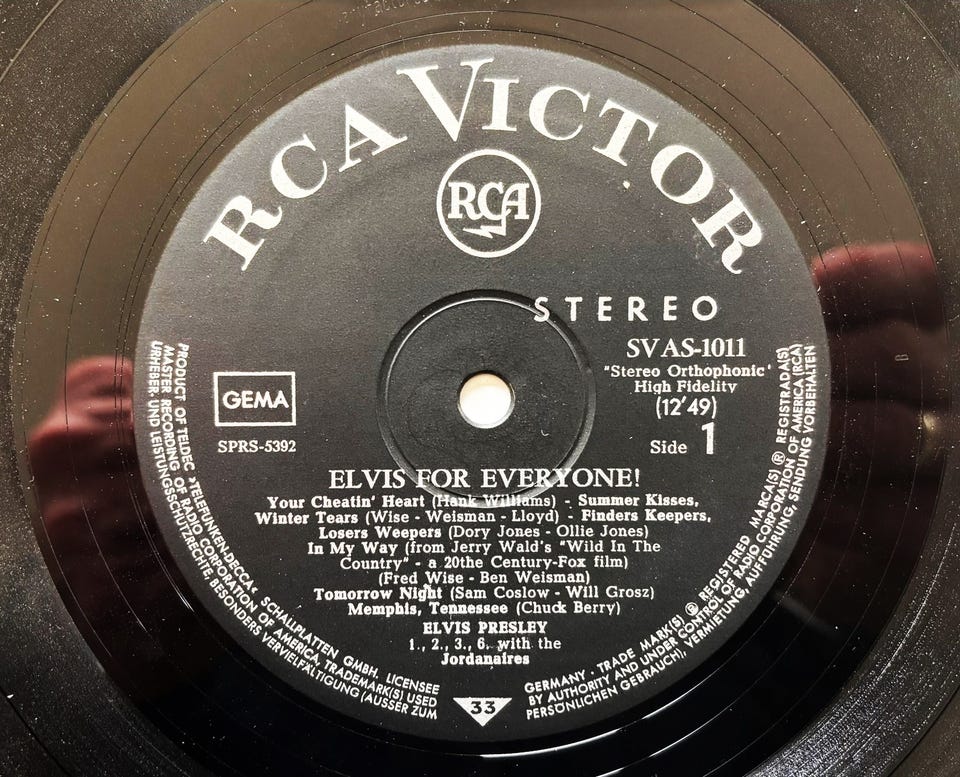 RCA VICTOR
RCA
STEREO
SVAS-1011
"Stereo Orthophonic"
High Fidelity
(12'49)
Side 1
GEMA
SPRS-5392
ELVIS FOR EVERYONE!
Your Cheatin' Heart (Hank Williams) - Summer Kisses,
Winter Tears (Wise - Weisman - Lloyd) - Finders Keepers,
Losers Weepers (Dory Jones - Ollie Jones)
In My Way (from Jerry Wald's "Wild In The
Country" - a 20the Century-Fox film)
(Fred Wise - Ben Weisman)
Tomorrow Night (Sam Coslow - Will Grosz)
Memphis, Tennessee (Chuck Berry)
ELVIS PRESLEY
1., 2., 3., 6. with the
Jordanaires
33
PRODUCT OF TELDEC »TELEFUNKEN-DECCA« SCHALLPLATTEN GMBH. LICENSEE
MASTER RECORDING OF RADIO CORPORATION OF AMERICA, TRADEMARK(S) USED
URHEBER- UND LEISTUNGSSCHUTZRECHTE, BESONDERS VERVIELFÄLTIGUNG (AUSSER ZUM
GERMANY · TRADE MARK(S) ® REGISTERED MARCA(S) ® REGISTRADA(S)
BY AUTHORITY AND UNDER CONTROL OF RADIO CORPORATION OF AMERICA (RCA)
PERSÖNLICHEN GEBRAUCH), VERMIETUNG, AUFFÜHRUNG, SENDUNG VORBEHALTEN